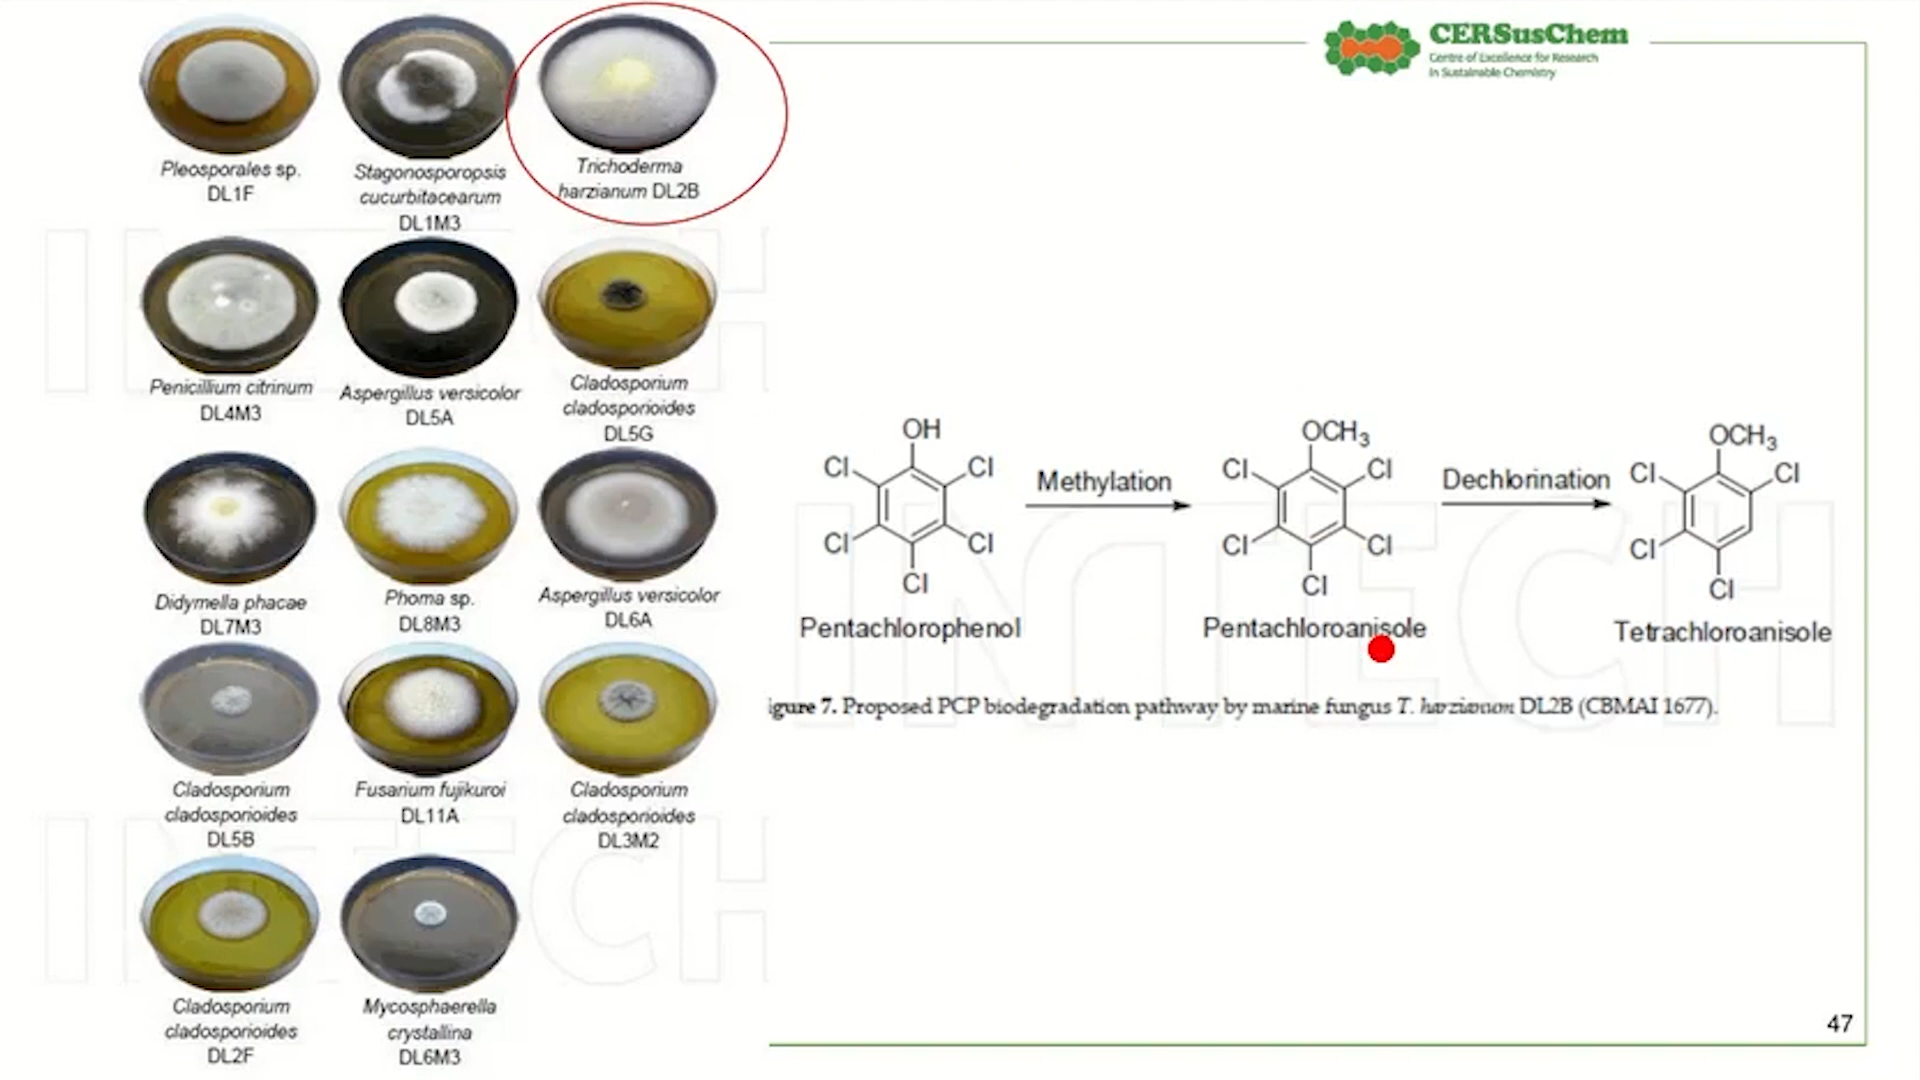 CERSusChem
Centre of Excellence for Research
in Sustainable Chemistry
Pleosporales sp.
DL1F
Stagonosporopsis
cucurbitacearum
DL1M3
Trichoderma
harzianum DL2B
Penicillium citrinum
DL4M3
Aspergillus versicolor
DL5A
Cladosporium
cladosporioides
DL5G
Didymella phacae
DL7M3
Phoma sp.
DL8M3
Aspergillus versicolor
DL6A
Cladosporium
cladosporioides
DL5B
Fusarium fujikuroi
DL11A
Cladosporium
cladosporioides
DL3M2
Cladosporium
cladosporioides
DL2F
Mycosphaerella
crystallina
DL6M3
OH
Cl Cl
Cl Cl
Cl
Pentachlorophenol
Methylation
OCH3
Cl Cl
Cl Cl
Cl
Pentachloroanisole
Dechlorination
OCH3
Cl Cl
Cl
Cl
Tetrachloroanisole
igure 7. Proposed PCP biodegradation pathway by marine fungus T. harzianum DL2B (CBMAI 1677).
INTECH
47